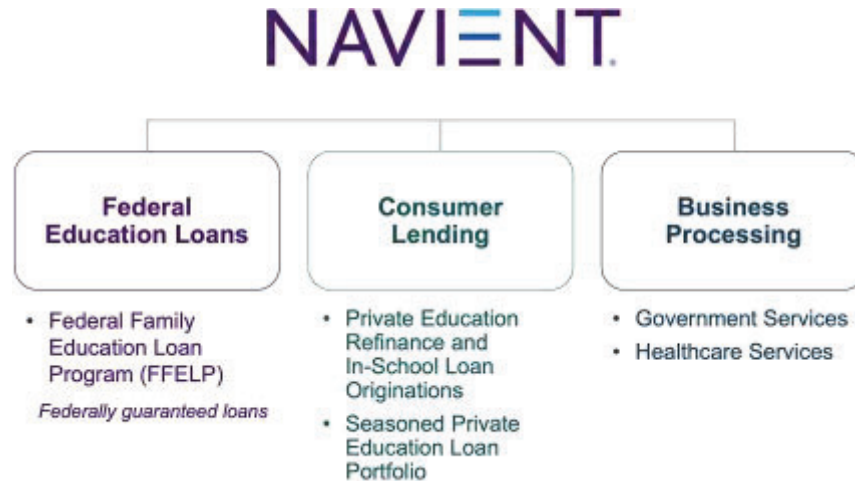 NAVIENT.
Federal
Education Loans
• Federal Family
Education Loan
Program (FFELP)
Federally guaranteed loans
Consumer
Lending
• Private Education
Refinance and
In-School Loan
Originations
• Seasoned Private
Education Loan
Portfolio
Business
Processing
• Government Services
• Healthcare Services